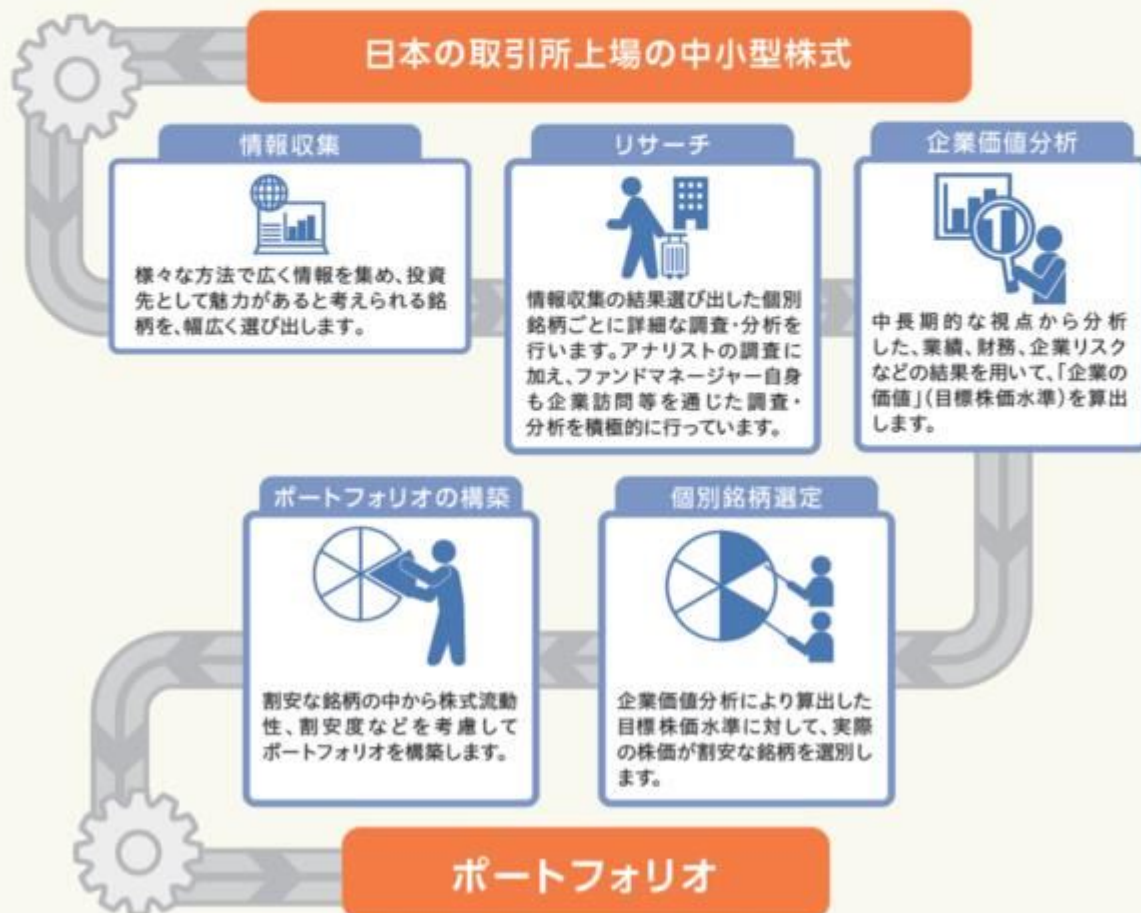 日本の取引所上場の中小型株式
情報収集
様々な方法で広く情報を集め、投資
先として魅力があると考えられる銘
柄を、幅広く選び出します。
リサーチ
情報収集の結果選び出した個別
銘柄ごとに詳細な調査・分析を
行います。アナリストの調査に
加え、ファンドマネージャー自身
も企業訪問等を通じた調査・
分析を積極的に行っています。
企業価値分析
中長期的な視点から分析
した、業績、財務、企業リスク
などの結果を用いて、「企業の
価値」(目標株価水準)を算出
します。
個別銘柄選定
企業価値分析により算出した
目標株価水準に対して、実際
の株価が割安な銘柄を選別し
ます。
ポートフォリオの構築
割安な銘柄の中から株式流動
性、割安度などを考慮して
ポートフォリオを構築します。
ポートフォリオ